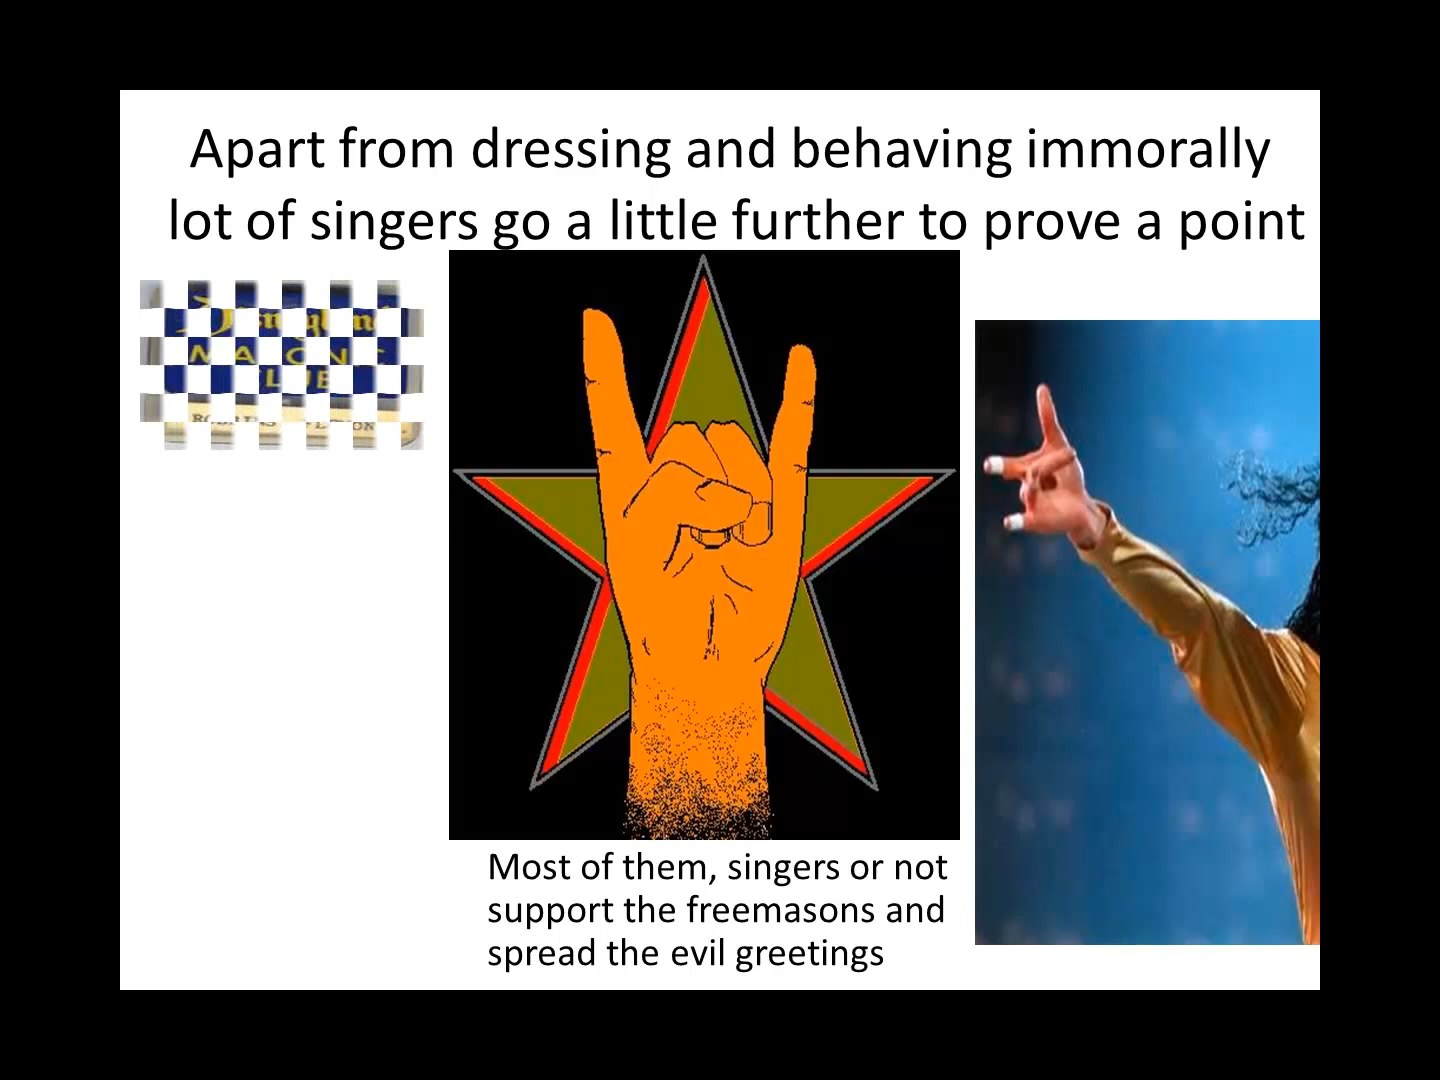 Apart from dressing and behaving immorally
lot of singers go a little further to prove a point
Most of them, singers or not
support the freemasons and
spread the evil greetings